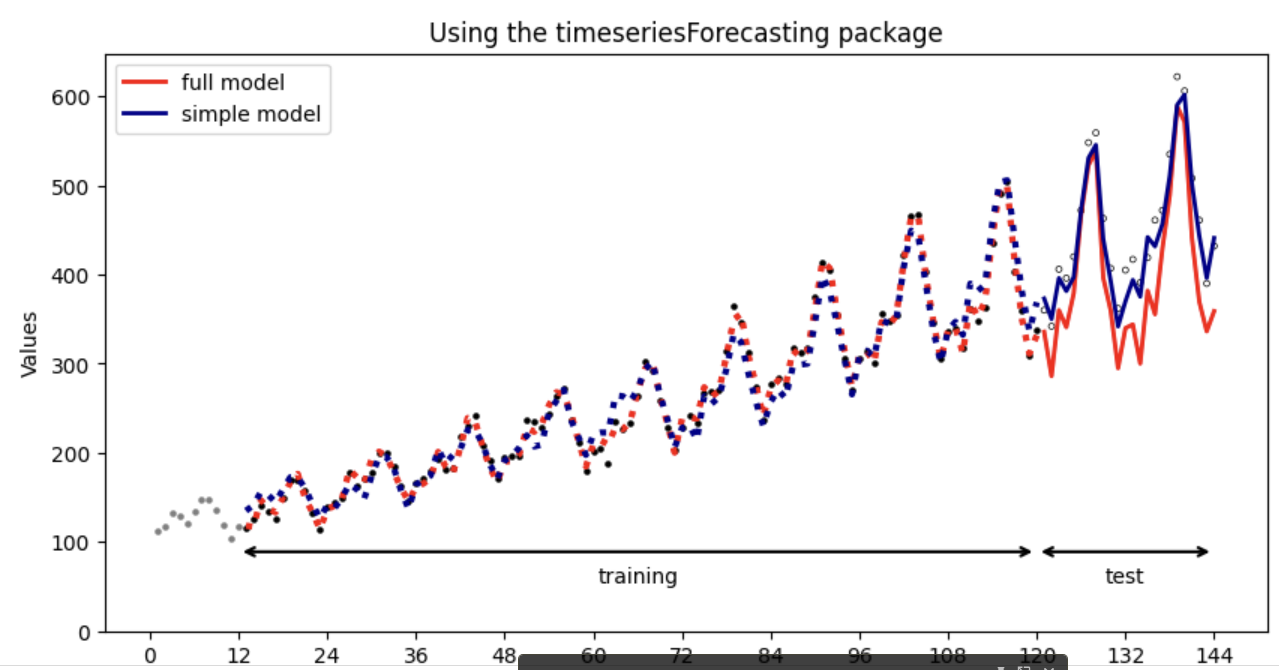 Using the timeseriesForecasting package
full model
simple model
600
500
400
300
200
100
0
Values
training
test
0 12 24 36 48 60 72 84 96 108 120 132 144